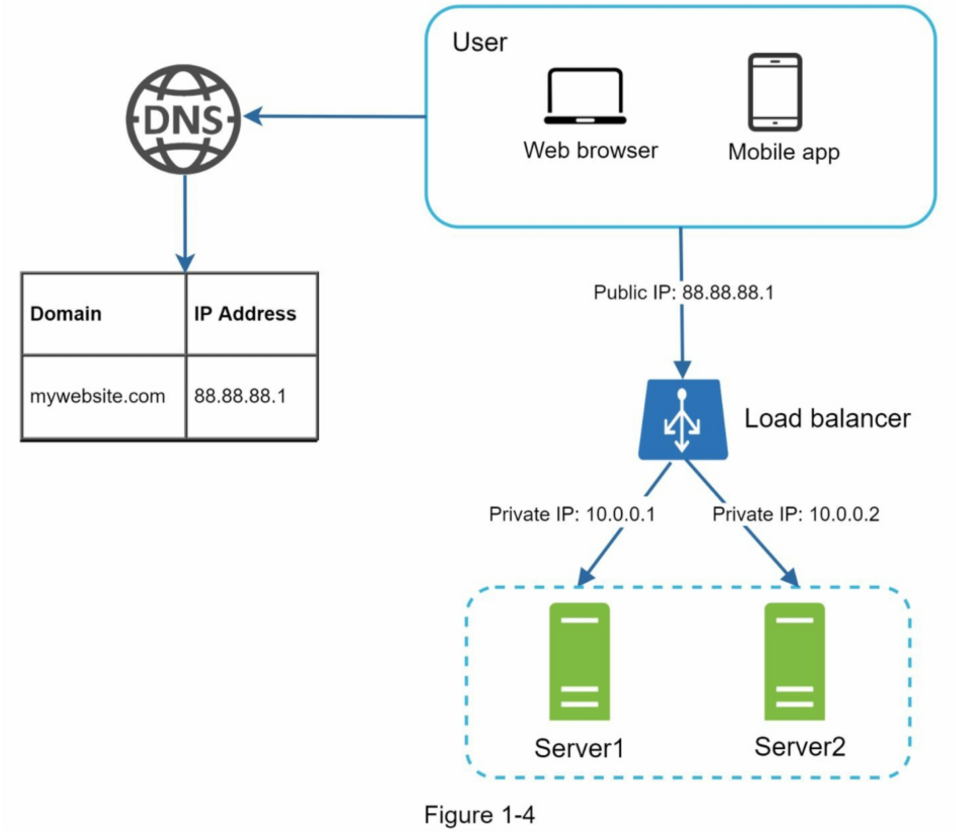 User
DNS
Web browser
Mobile app
Public IP: 88.88.88.1
Domain
IP Address
mywebsite.com
88.88.88.1
Load balancer
Private IP: 10.0.0.1
Private IP: 10.0.0.2
Server1
Server2
Figure 1-4